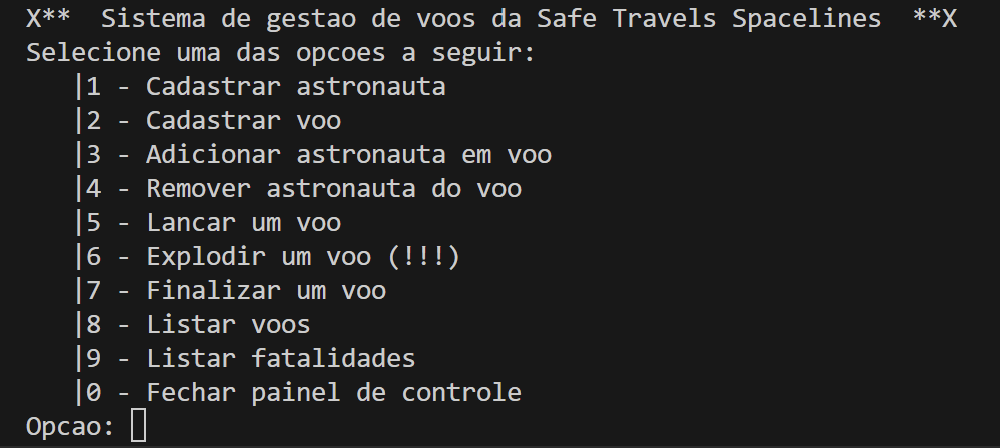 X**  Sistema de gestao de voos da Safe Travels Spacelines  **X
Selecione uma das opcoes a seguir:
   |1 - Cadastrar astronauta
   |2 - Cadastrar voo
   |3 - Adicionar astronauta em voo
   |4 - Remover astronauta do voo
   |5 - Lancar um voo
   |6 - Explodir um voo (!!!)
   |7 - Finalizar um voo
   |8 - Listar voos
   |9 - Listar fatalidades
   |0 - Fechar painel de controle
Opcao: